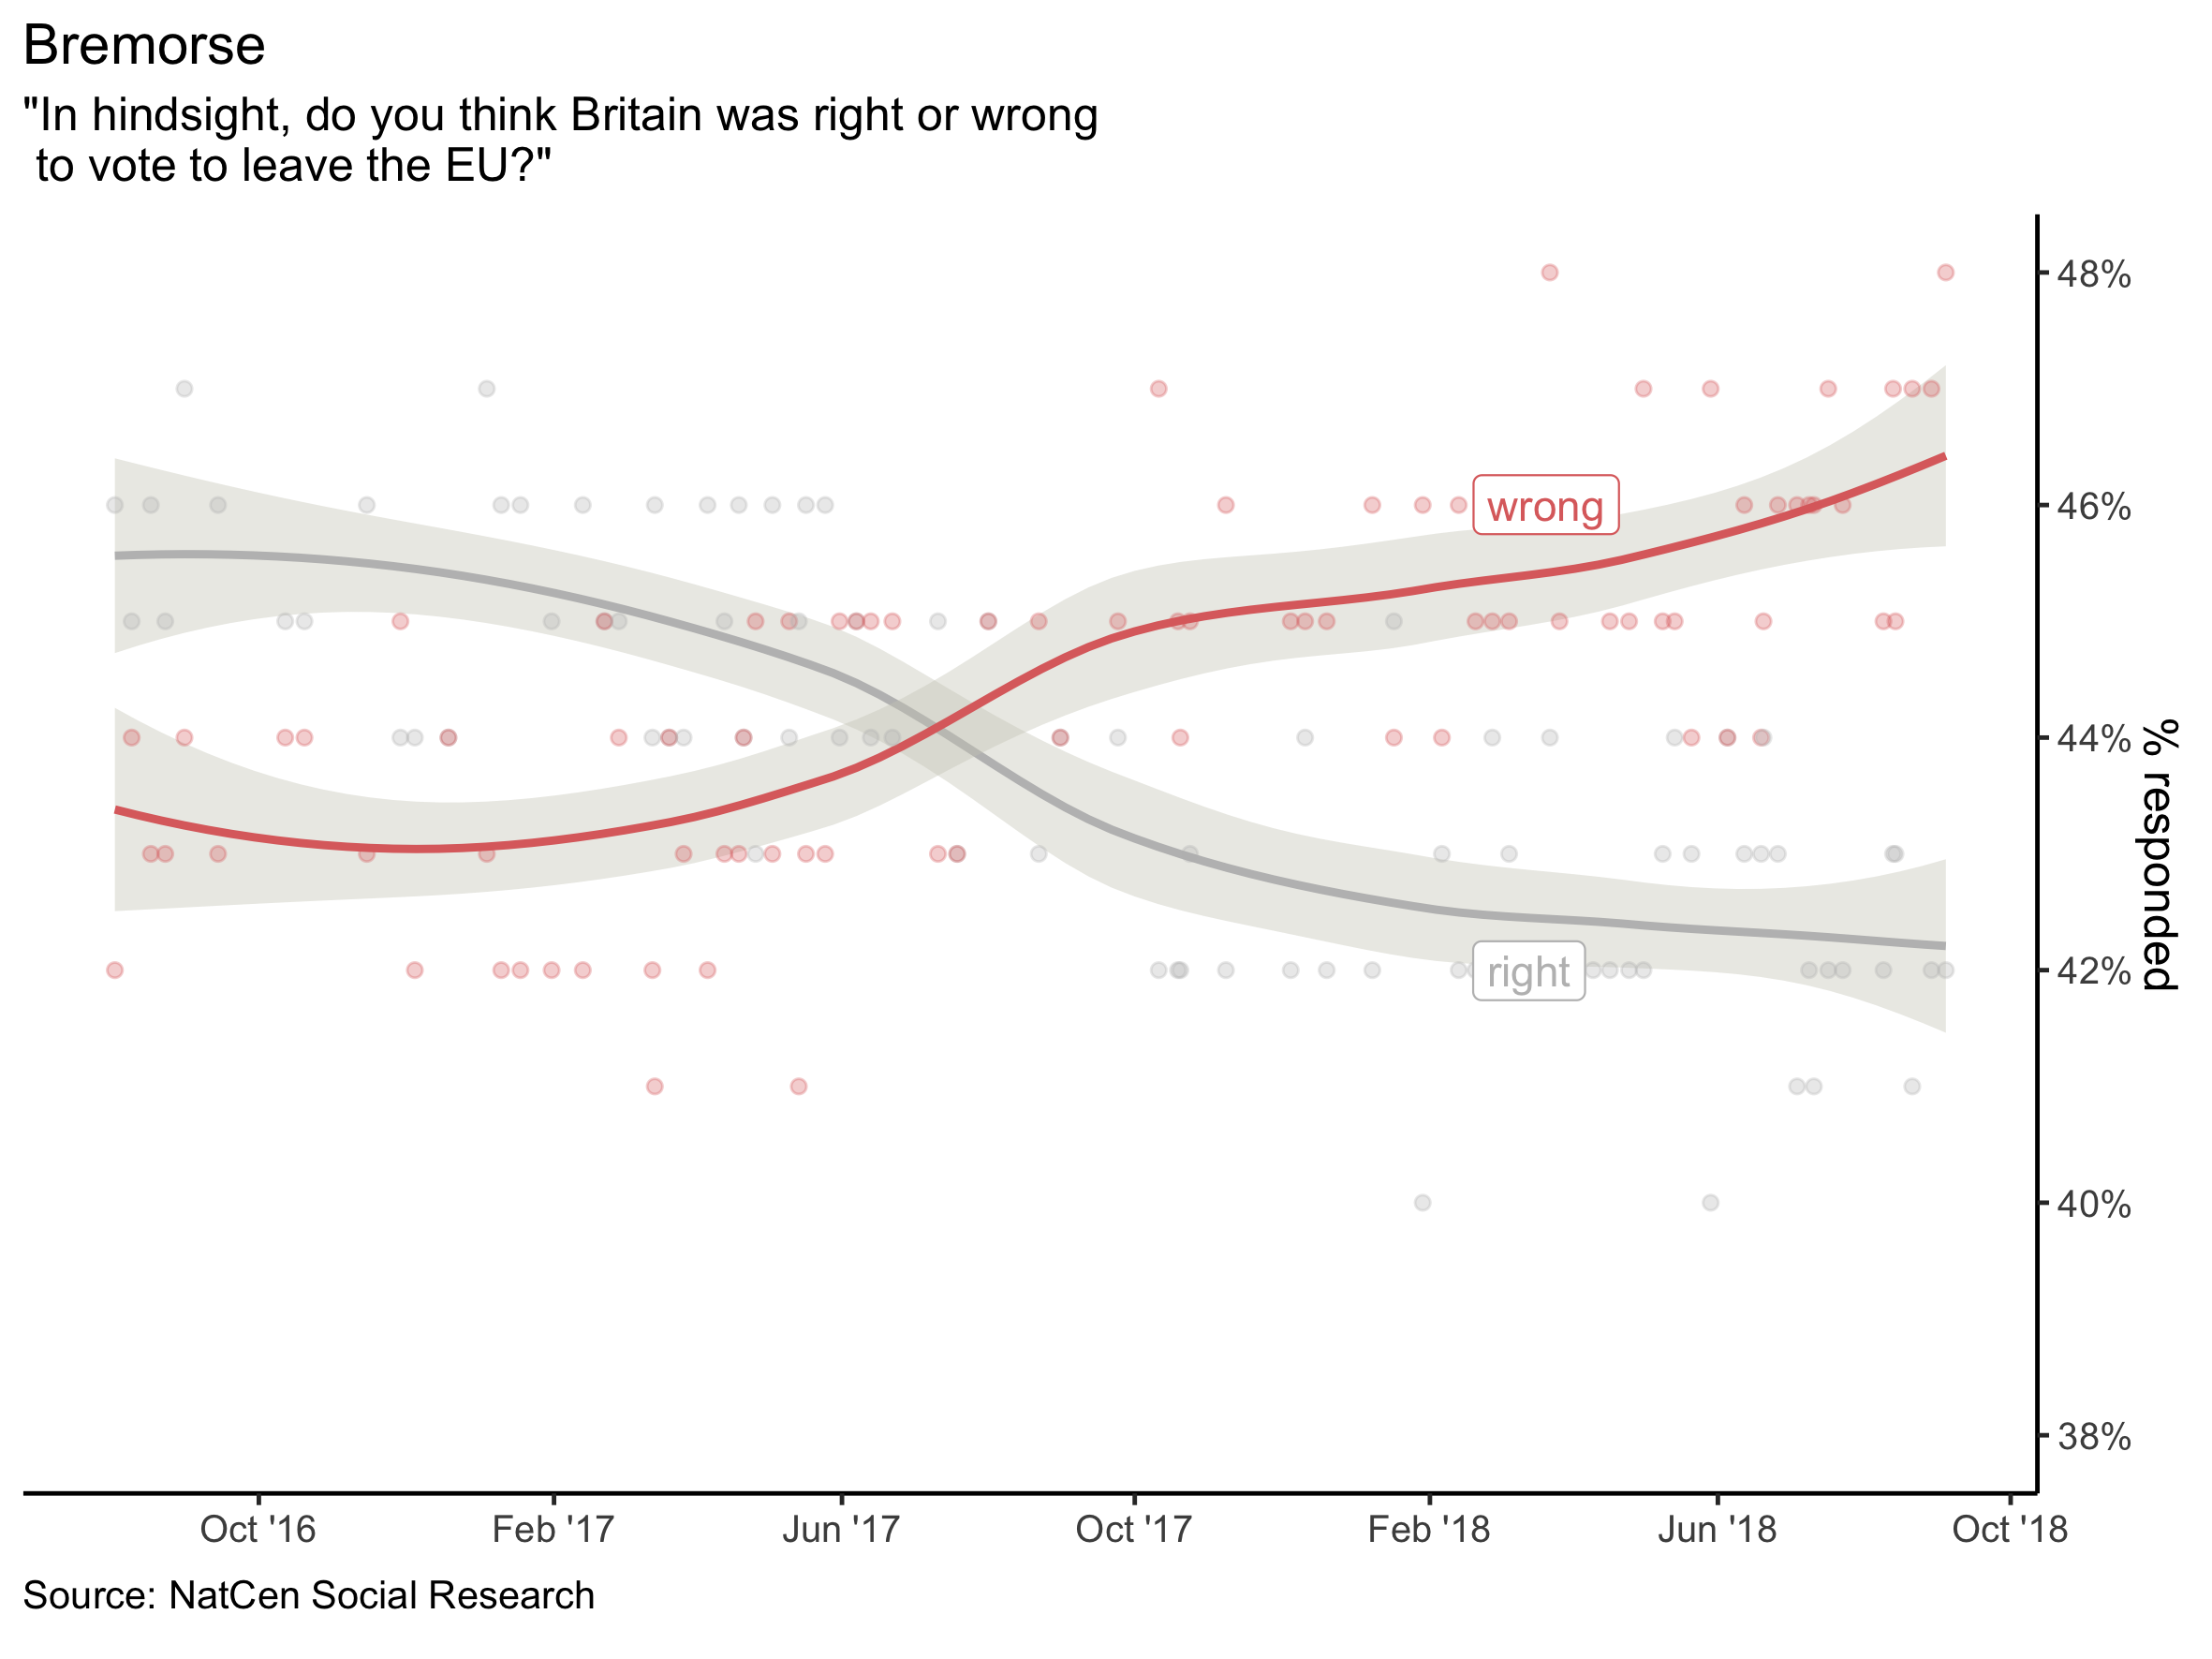 Bremorse
"In hindsight, do you think Britain was right or wrong
to vote to leave the EU?"
48%
46%
44%
42%
40%
38%
% responded
wrong
right
Oct '16
Feb '17
Jun '17
Oct '17
Feb '18
Jun '18
Oct '18
Source: NatCen Social Research